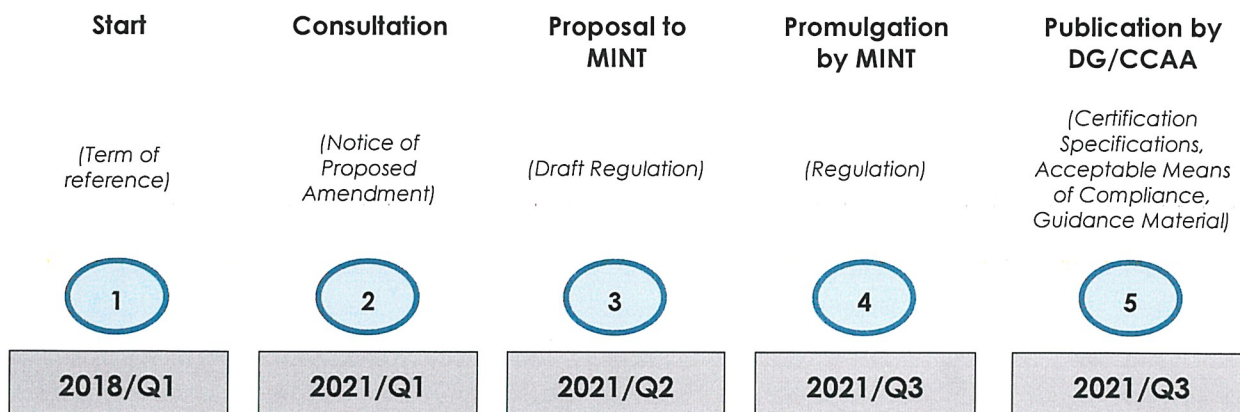 Start
Consultation
Proposal to
MINT
Promulgation
by MINT
Publication by
DG/CCAA
(Term of
reference)
(Notice of
Proposed
Amendment)
(Draft Regulation)
(Regulation)
(Certification
Specifications,
Acceptable Means
of Compliance,
Guidance Material)
1
2
3
4
5
2018/Q1
2021/Q1
2021/Q2
2021/Q3
2021/Q3